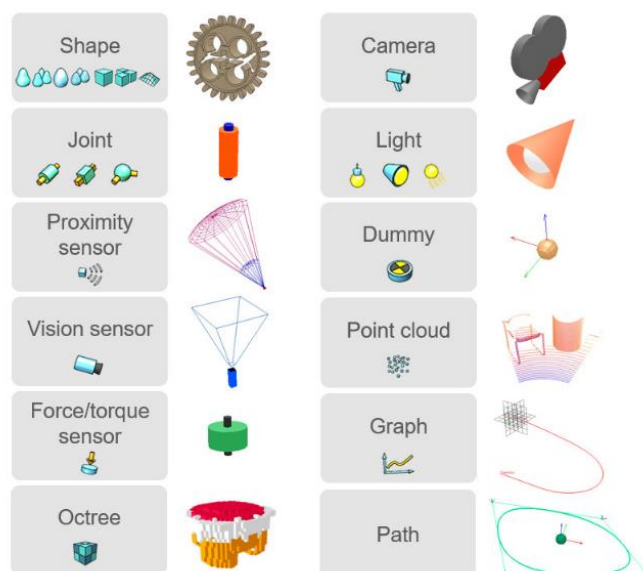 Shape
Camera
Joint
Light
Proximity
sensor
Dummy
Vision sensor
Point cloud
Force/torque
sensor
Graph
Octree
Path